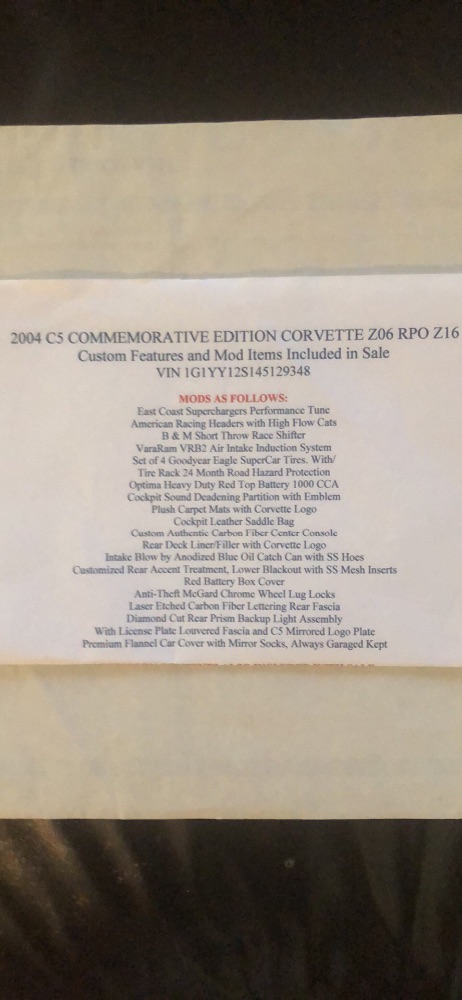 2004 C5 COMMEMORATIVE EDITION CORVETTE Z06 RPO Z16
Custom Features and Mod Items Included in Sale
VIN 1G1YY12S145129348
MODS AS FOLLOWS:
East Coast Superchargers Performance Tune
American Racing Headers with High Flow Cats
B & M Short Throw Race Shifter
VaraRam VRB2 Air Intake Induction System
Set of 4 Goodyear Eagle SuperCar Tires. With/
Tire Rack 24 Month Road Hazard Protection
Optima Heavy Duty Red Top Battery 1000 CCA
Cockpit Sound Deadening Partition with Emblem
Plush Carpet Mats with Corvette Logo
Cockpit Leather Saddle Bag
Custom Authentic Carbon Fiber Center Console
Rear Deck Liner/Filler with Corvette Logo
Intake Blow by Anodized Blue Oil Catch Can with SS Hoes
Customized Rear Accent Treatment, Lower Blackout with SS Mesh Inserts
Red Battery Box Cover
Anti-Theft McGard Chrome Wheel Lug Locks
Laser Etched Carbon Fiber Lettering Rear Fascia
Diamond Cut Rear Prism Backup Light Assembly
With License Plate Louvered Fascia and C5 Mirrored Logo Plate
Premium Flannel Car Cover with Mirror Socks, Always Garaged Kept